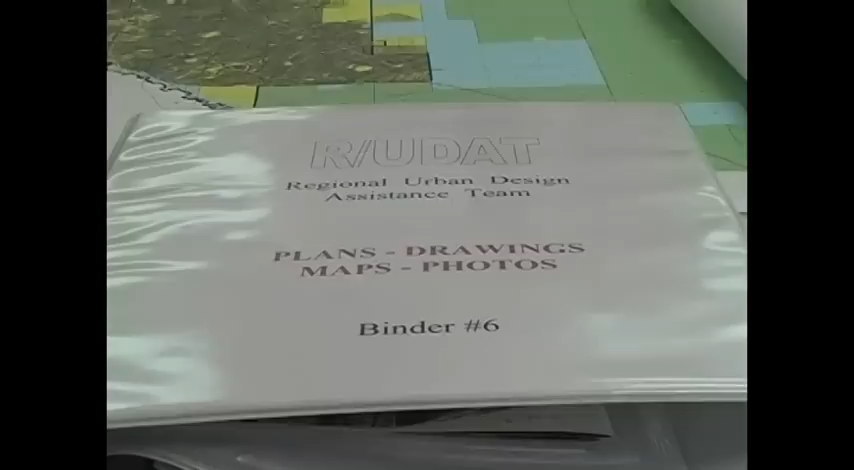 R/UDAT
Regional Urban Design
Assistance Team
PLANS - DRAWINGS
MAPS - PHOTOS
Binder #6